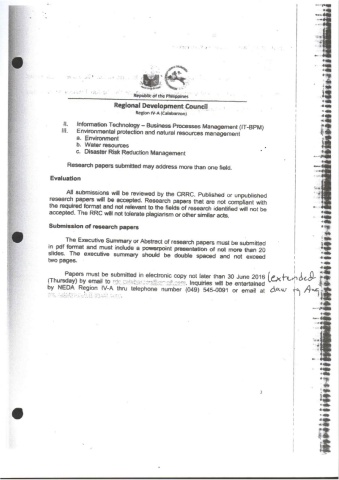 Republic of the Philippines
Regional Development Council
Region IV-A (Calabarzon)
ii. Information Technology – Business Processes Management (IT-BPM)
iii. Environmental protection and natural resources management
a. Environment
b. Water resources
c. Disaster Risk Reduction Management
Research papers submitted may address more than one field.
Evaluation
All submissions will be reviewed by the CRRC. Published or unpublished
research papers will be accepted. Research papers that are not compliant with
the required format and not relevant to the fields of research identified will not be
accepted. The RRC will not tolerate plagiarism or other similar acts.
Submission of research papers
The Executive Summary or Abstract of research papers must be submitted
in pdf format and must include a powerpoint presentation of not more than 20
slides. The executive summary should be double spaced and not exceed
two pages.
Papers must be submitted in electronic copy not later than 30 June 2016 (extended
(Thursday) by email to Inquiries will be entertained
by NEDA Region IV-A thru telephone number (049) 545-0091 or email at